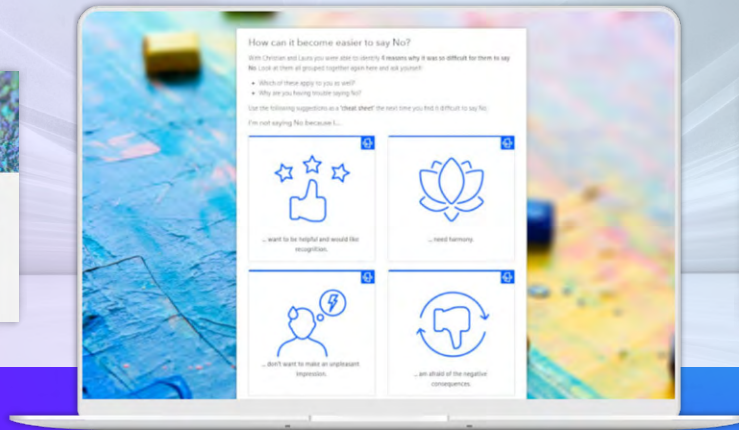 How can it become easier to say No?
With Christian and Laura you were able to identify 8 reasons why it was so difficult for them to say
No. Look at them all grouped together again here and ask yourself:
Which of these apply to you as well?
Why are you having trouble saying No?
Use the following suggestions as a 'cheat sheet' the next time you find it difficult to say No.
I'm not saying No because I...
... want to be helpful and would like
recognition.
... need harmony.
... don't want to make an unpleasant
impression.
... am afraid of the negative
consequences.